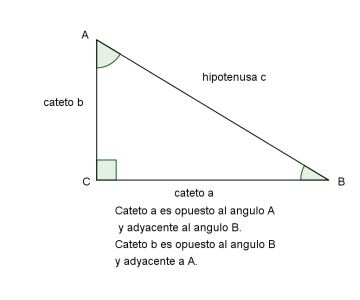 A
hipotenusa c
cateto b
C
B
cateto a
Cateto a es opuesto al angulo A
y adyacente al angulo B.
Cateto b es opuesto al angulo B
y adyacente a A.